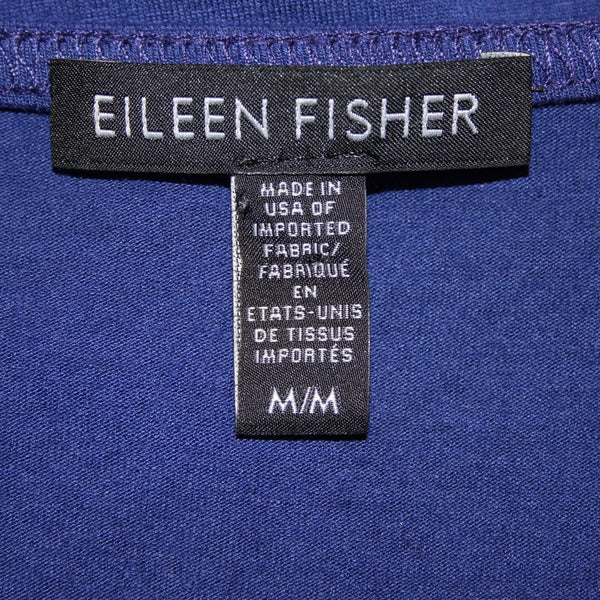 EILEEN FISHER
MADE IN
USA OF
IMPORTED
FABRIC/
FABRIQUÉ
EN
ETATS-UNIS
DE TISSUS
IMPORTÉS
M/M